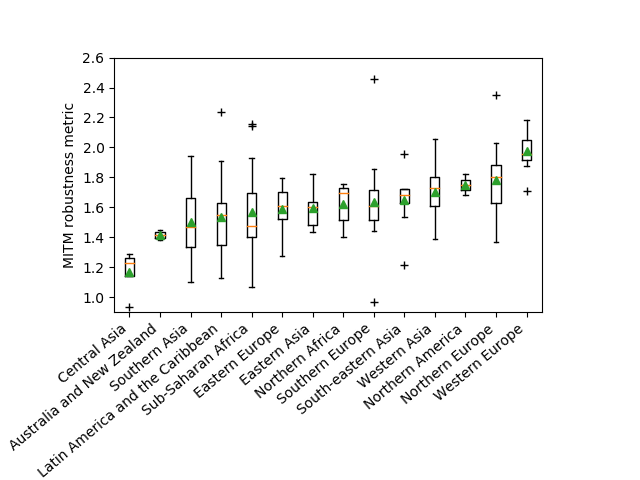 2.6
2.4
2.2
2.0
1.8
1.6
1.4
1.2
1.0
MITM robustness metric
Central Asia
Australia and New Zealand
Southern Asia
Latin America and the Caribbean
Sub-Saharan Africa
Eastern Europe
Eastern Asia
Northern Africa
Southern Europe
South-eastern Asia
Western Asia
Northern America
Northern Europe
Western Europe